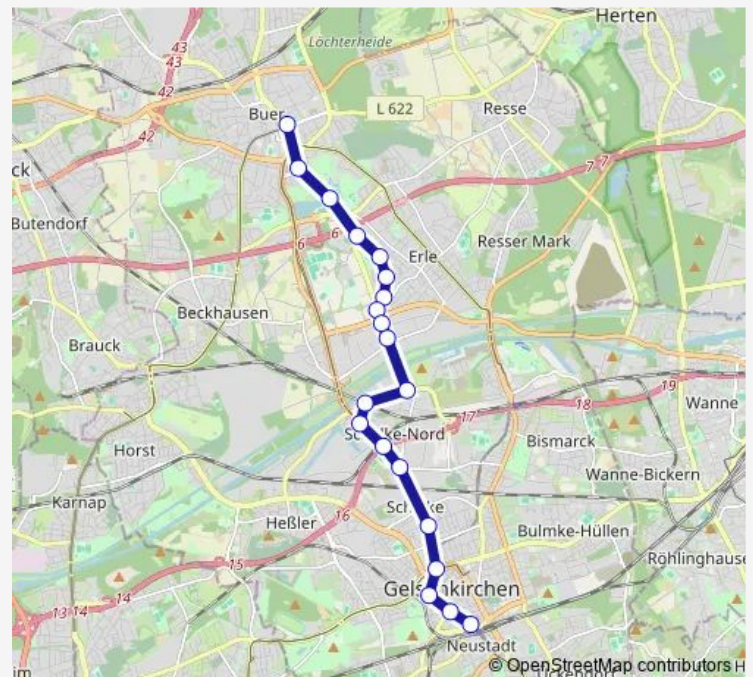 Herten
Löchterheide
43
43
42
Buer
L 622
Resse
42
ck
7 7
Butendorf
6
6
Erle
Resser Mark
Beckhausen
Brauck
19
18
Wanne
17
Horst
Bismarck
Wanne-Bickern
Karnap
16
Heßler
Bulmke-Hüllen
15
Röhlinghause
14
13 14
Neustadt
im
© OpenStreetMap contributors H